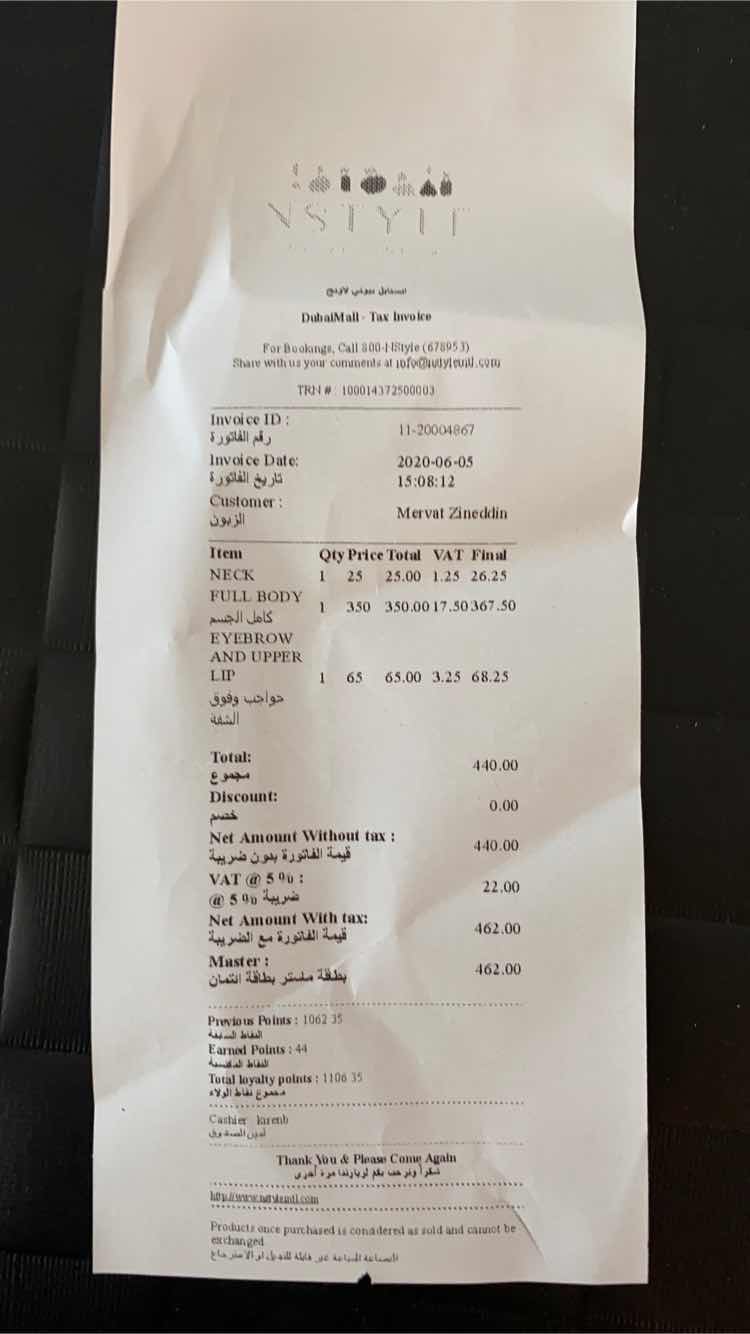 NSTYLE
انستايل بيوتي لاونج
DubaiMall - Tax Invoice
For Bookings, Call 800-NStyle (678953)
Share with us your comments at info@nstyleintl.com
TRN # 100014372500003
Invoice ID :
رقم الفاتورة
11-20004867
Invoice Date:
تاريخ الفاتورة
2020-06-05
15:08:12
Customer :
الزبون
Mervat Zineddin
Item Qty Price Total VAT Final
NECK 1 25 25.00 1.25 26.25
FULL BODY
كامل الجسم
1 350 350.00 17.50 367.50
EYEBROW
AND UPPER
LIP 1 65 65.00 3.25 68.25
حواجب وفوق
الشفة
Total: 440.00
مجموع
Discount: 0.00
خصم
Net Amount Without tax : 440.00
قيمة الفاتورة بدون ضريبة
VAT @ 5% : 22.00
ضريبة 5% @
Net Amount With tax: 462.00
قيمة الفاتورة مع الضريبة
Master : 462.00
بطاقة ماستر بطاقة ائتمان
Previous Points : 1062 35
النقاط السابقة
Earned Points : 44
النقاط المكتسبة
Total loyalty points : 1106 35
مجموع نقاط الولاء
Cashier karenb
أمين الصندوق
Thank You & Please Come Again
شكرا ونرحب بكم لزيارتنا مرة أخرى
http://www.nstyleintl.com
Products once purchased is considered as sold and cannot be
exchanged
البضاعة المباعة غير قابلة للتبديل او الاسترجاع